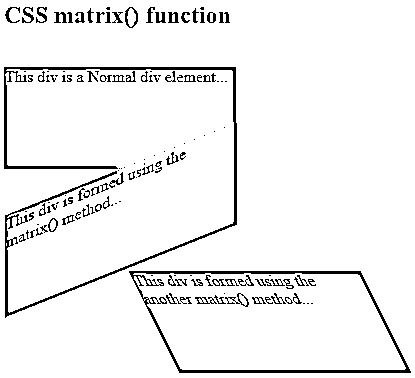 CSS matrix() function
This div is a Normal div element...
This div is formed using the
matrix() method...
This div is formed using the
another matrix() method...